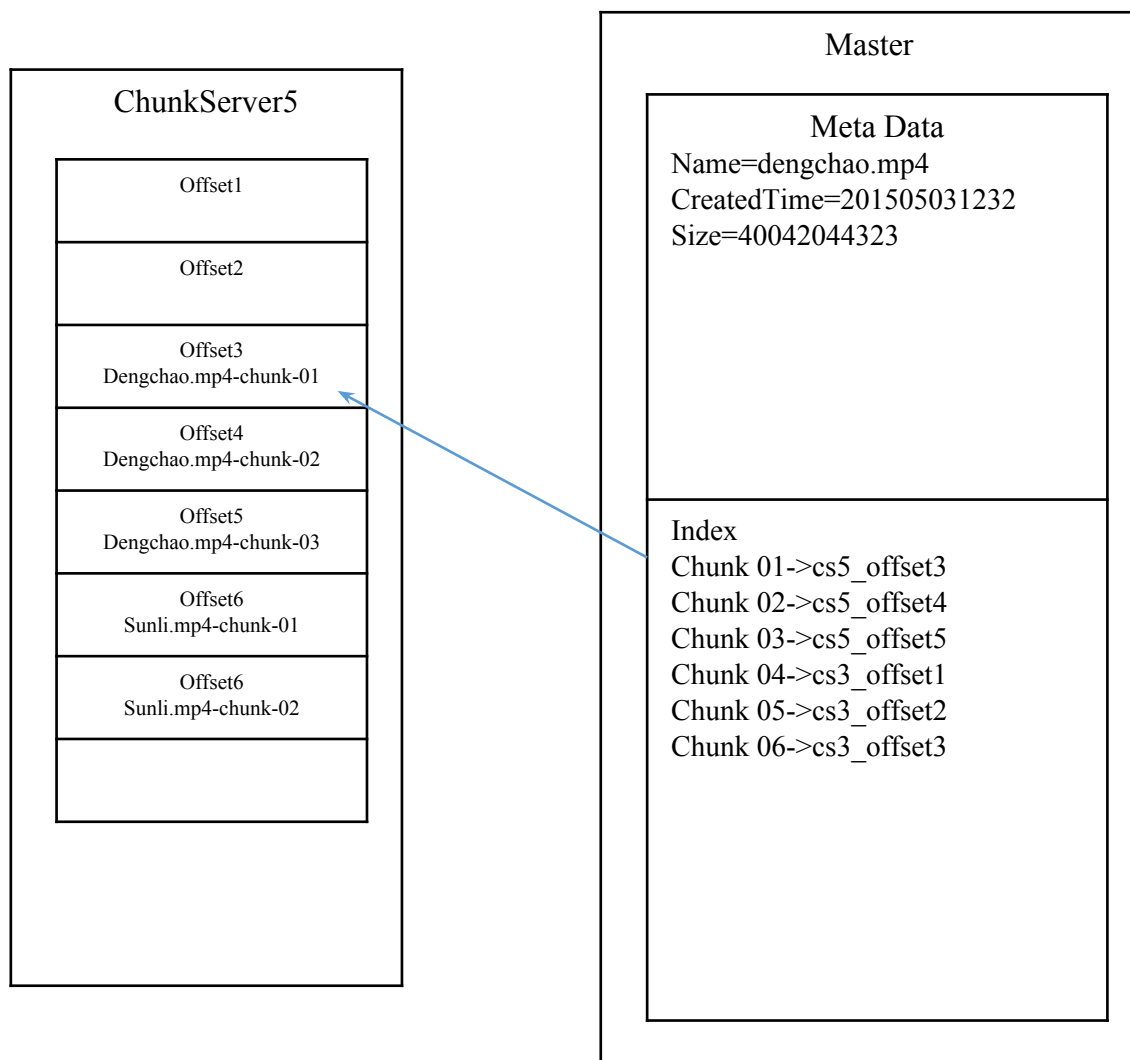 ChunkServer5
Offset1
Offset2
Offset3
Dengchao.mp4-chunk-01
Offset4
Dengchao.mp4-chunk-02
Offset5
Dengchao.mp4-chunk-03
Offset6
Sunli.mp4-chunk-01
Offset6
Sunli.mp4-chunk-02
Master
Meta Data
Name=dengchao.mp4
CreatedTime=201505031232
Size=40042044323
Index
Chunk 01->cs5_offset3
Chunk 02->cs5_offset4
Chunk 03->cs5_offset5
Chunk 04->cs3_offset1
Chunk 05->cs3_offset2
Chunk 06->cs3_offset3